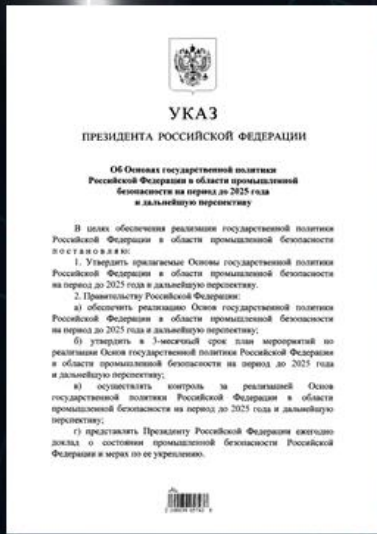 УКАЗ
ПРЕЗИДЕНТА РОССИЙСКОЙ ФЕДЕРАЦИИ
Об Основах государственной политики
Российской Федерации в области промышленной
безопасности на период до 2025 года
и дальнейшую перспективу
В целях обеспечения реализации государственной политики
Российской Федерации в области промышленной безопасности
п о с т а н о в л я ю:
1. Утвердить прилагаемые Основы государственной политики
Российской Федерации в области промышленной безопасности
на период до 2025 года и дальнейшую перспективу.
2. Правительству Российской Федерации:
а) обеспечить реализацию Основ государственной политики
Российской Федерации в области промышленной безопасности
на период до 2025 года и дальнейшую перспективу;
б) утвердить в 3-месячный срок план мероприятий по
реализации Основ государственной политики Российской Федерации
в области промышленной безопасности на период до 2025 года
и дальнейшую перспективу;
в) осуществлять контроль за реализацией Основ
государственной политики Российской Федерации в области
промышленной безопасности на период до 2025 года и дальнейшую
перспективу;
г) представлять Президенту Российской Федерации ежегодно
доклад о состоянии промышленной безопасности Российской
Федерации и мерах по ее укреплению.